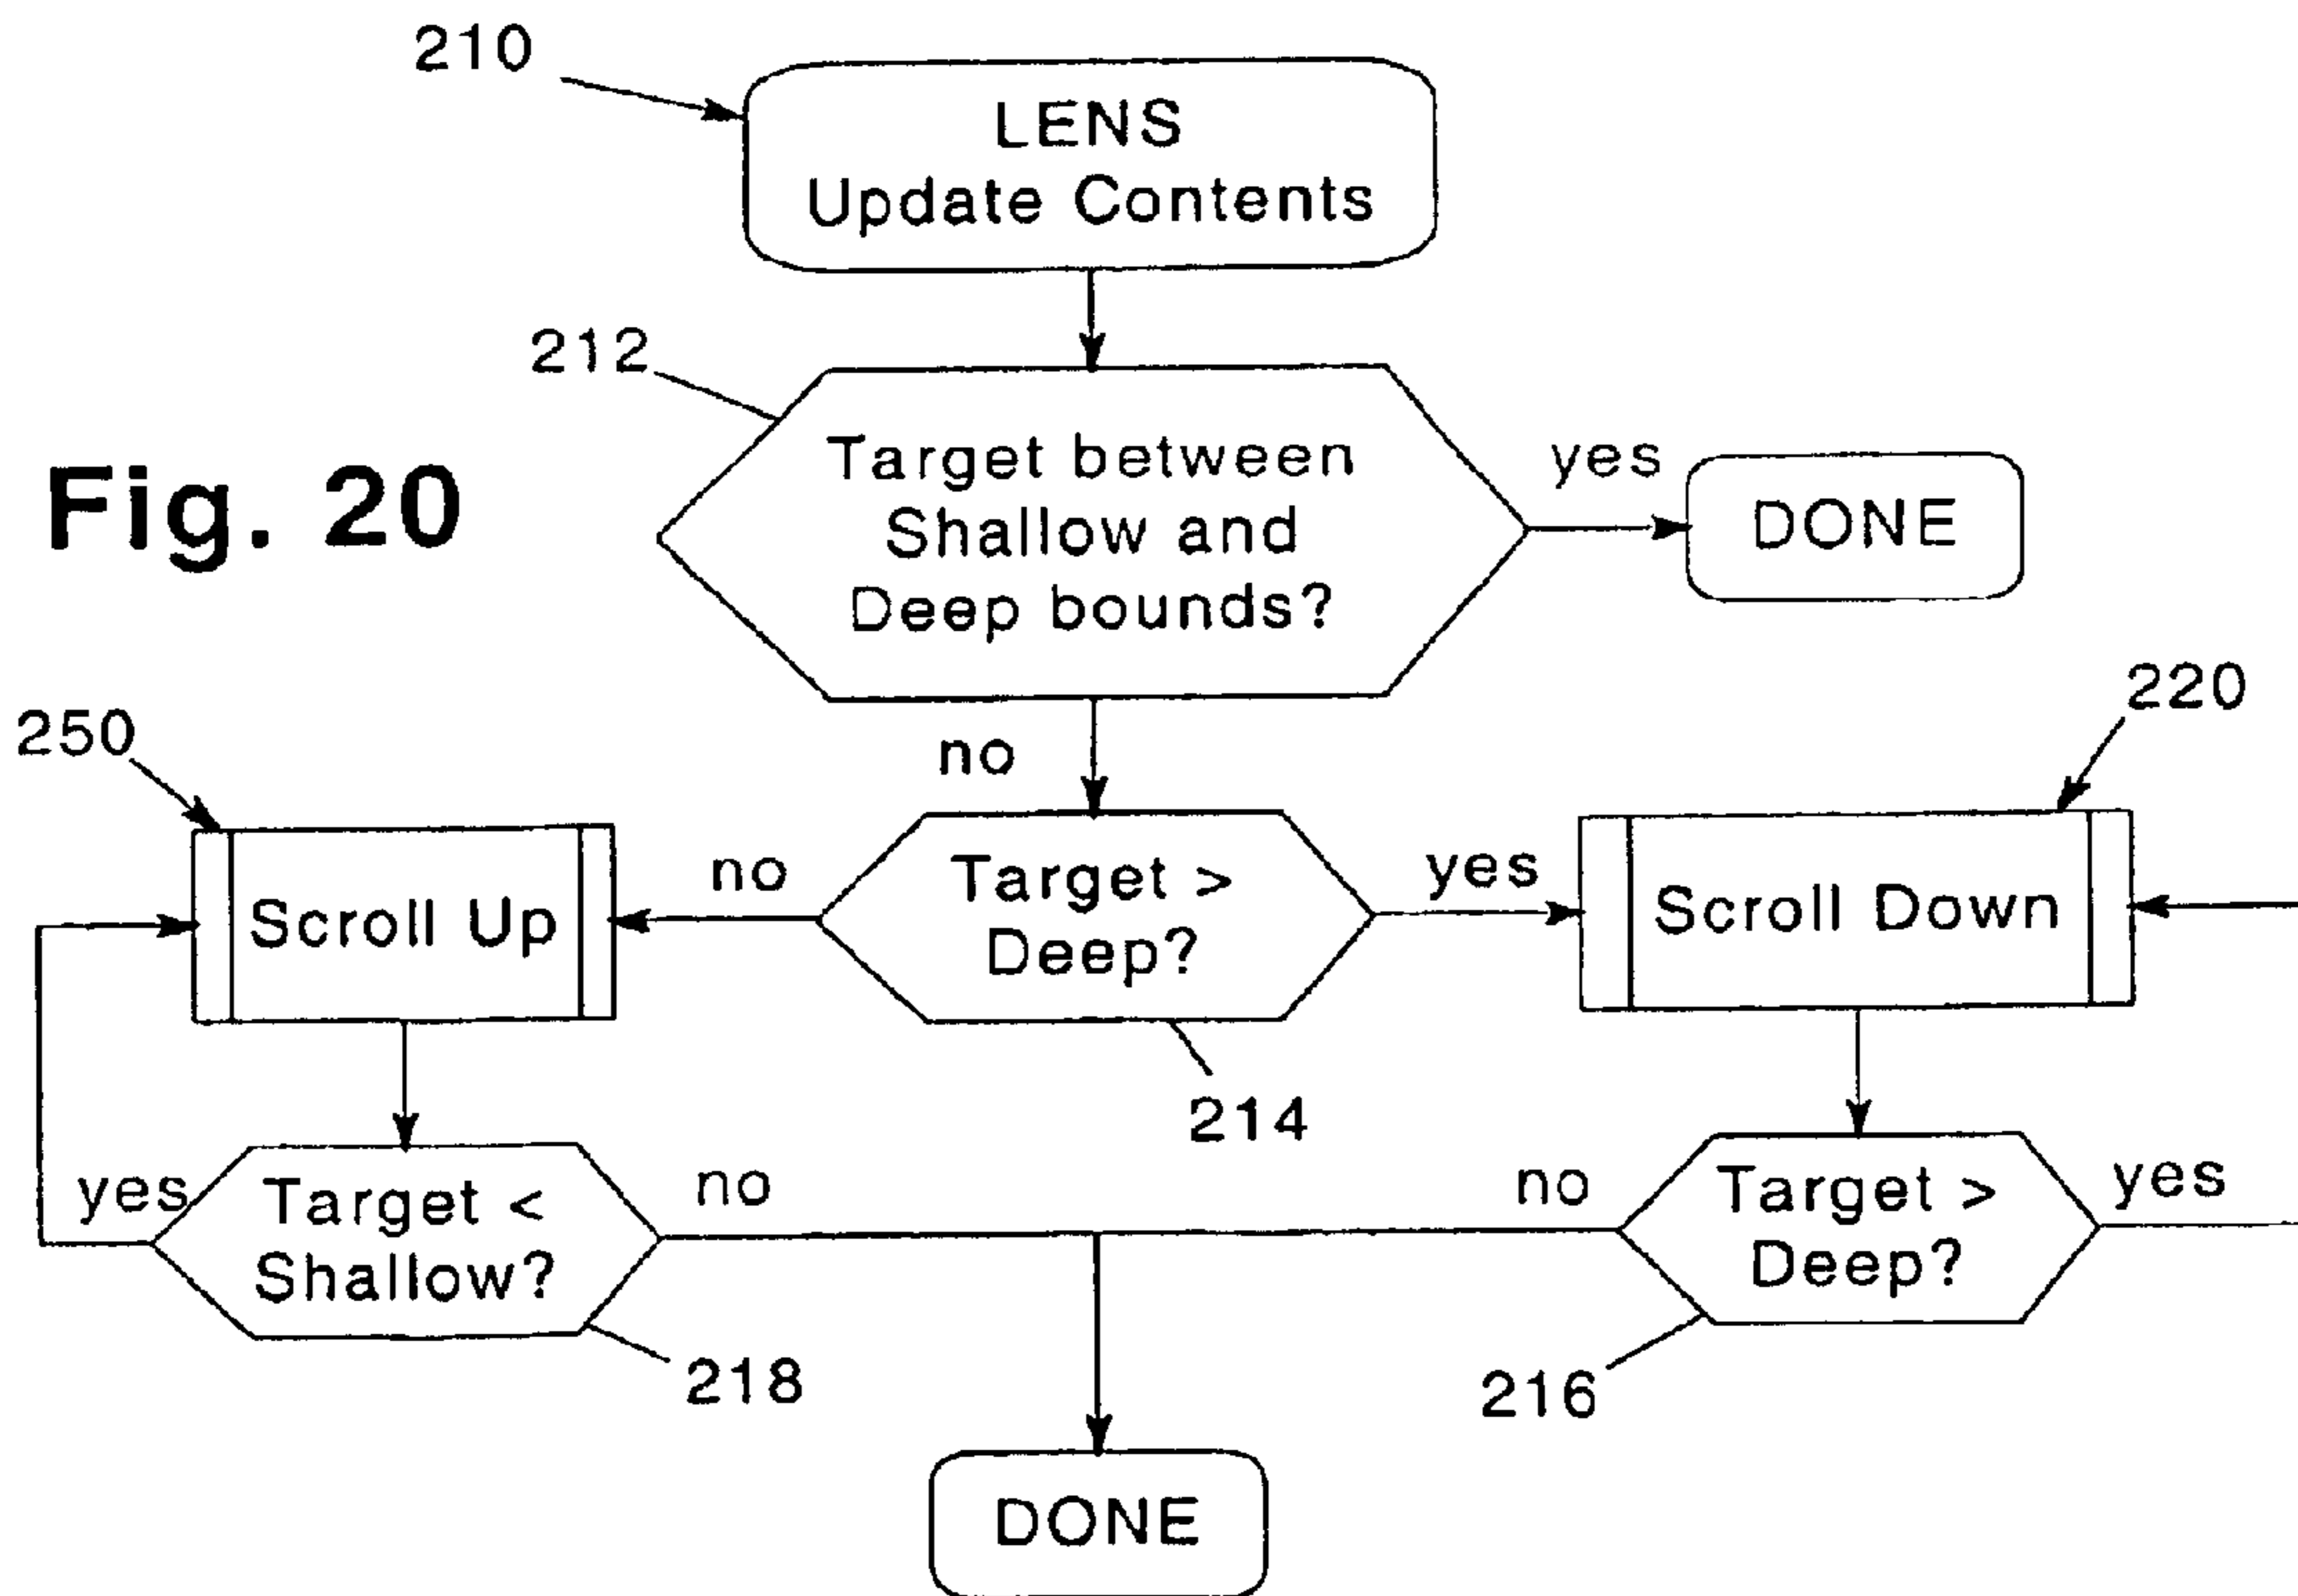 210
LENS
Update Contents
212
Target between
Shallow and
Deep bounds?
yes
DONE
Fig. 20
no
250
220
Scroll Up
no
Target >
Deep?
yes
Scroll Down
214
yes
Target <
Shallow?
no
no
Target >
Deep?
yes
218
216
DONE